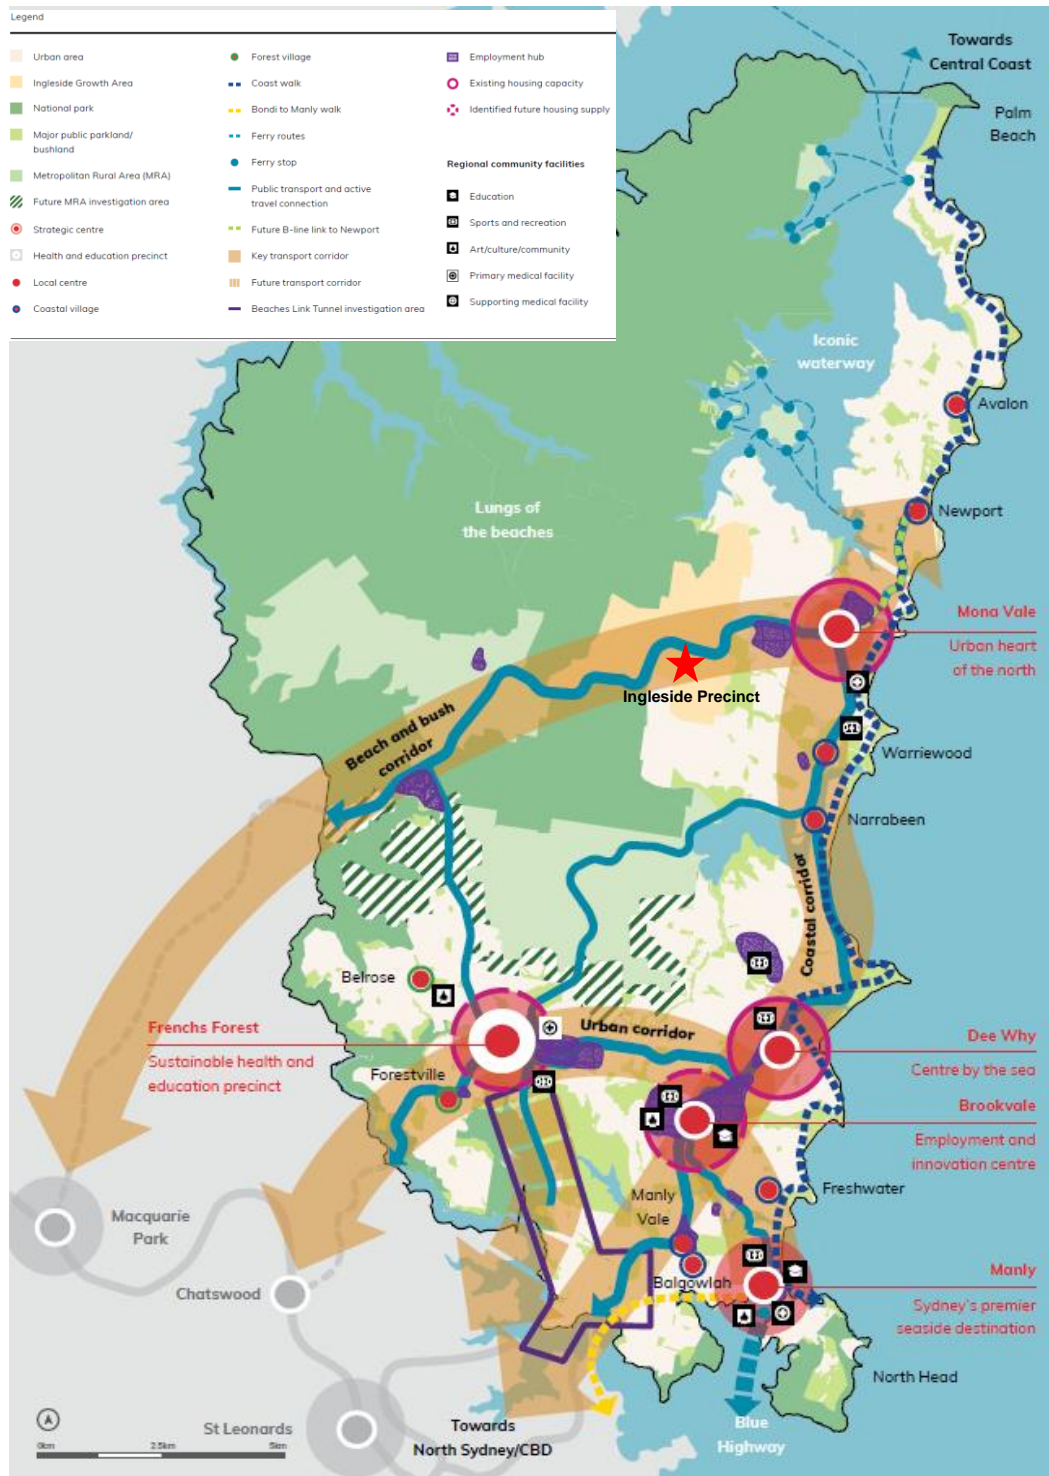 Legend
Urban area
Ingleside Growth Area
National park
Major public parkland/
bushland
Metropolitan Rural Area (MRA)
Future MRA investigation area
Strategic centre
Health and education precinct
Local centre
Coastal village
Forest village
Coast walk
Bondi to Manly walk
Ferry routes
Ferry stop
Public transport and active
travel connection
Future B-line link to Newport
Key transport corridor
Future transport corridor
Beaches Link Tunnel investigation area
Employment hub
Existing housing capacity
Identified future housing supply
Regional community facilities
Education
Sports and recreation
Art/culture/community
Primary medical facility
Supporting medical facility
Towards
Central Coast
Palm
Beach
Iconic
waterway
Avalon
Lungs of
the beaches
Newport
Mona Vale
Urban heart
of the north
Ingleside Precinct
Beach and bush
corridor
Warriewood
Narrabeen
Coastal corridor
Belrose
Frenchs Forest
Sustainable health and
education precinct
Urban corridor
Forestville
Dee Why
Centre by the sea
Brookvale
Employment and
innovation centre
Manly
Vale
Freshwater
Macquarie
Park
Chatswood
Balgowlah
Manly
Sydney's premier
seaside destination
North Head
St Leonards
Towards
North Sydney/CBD
Blue
Highway
0km
2.5km
5km